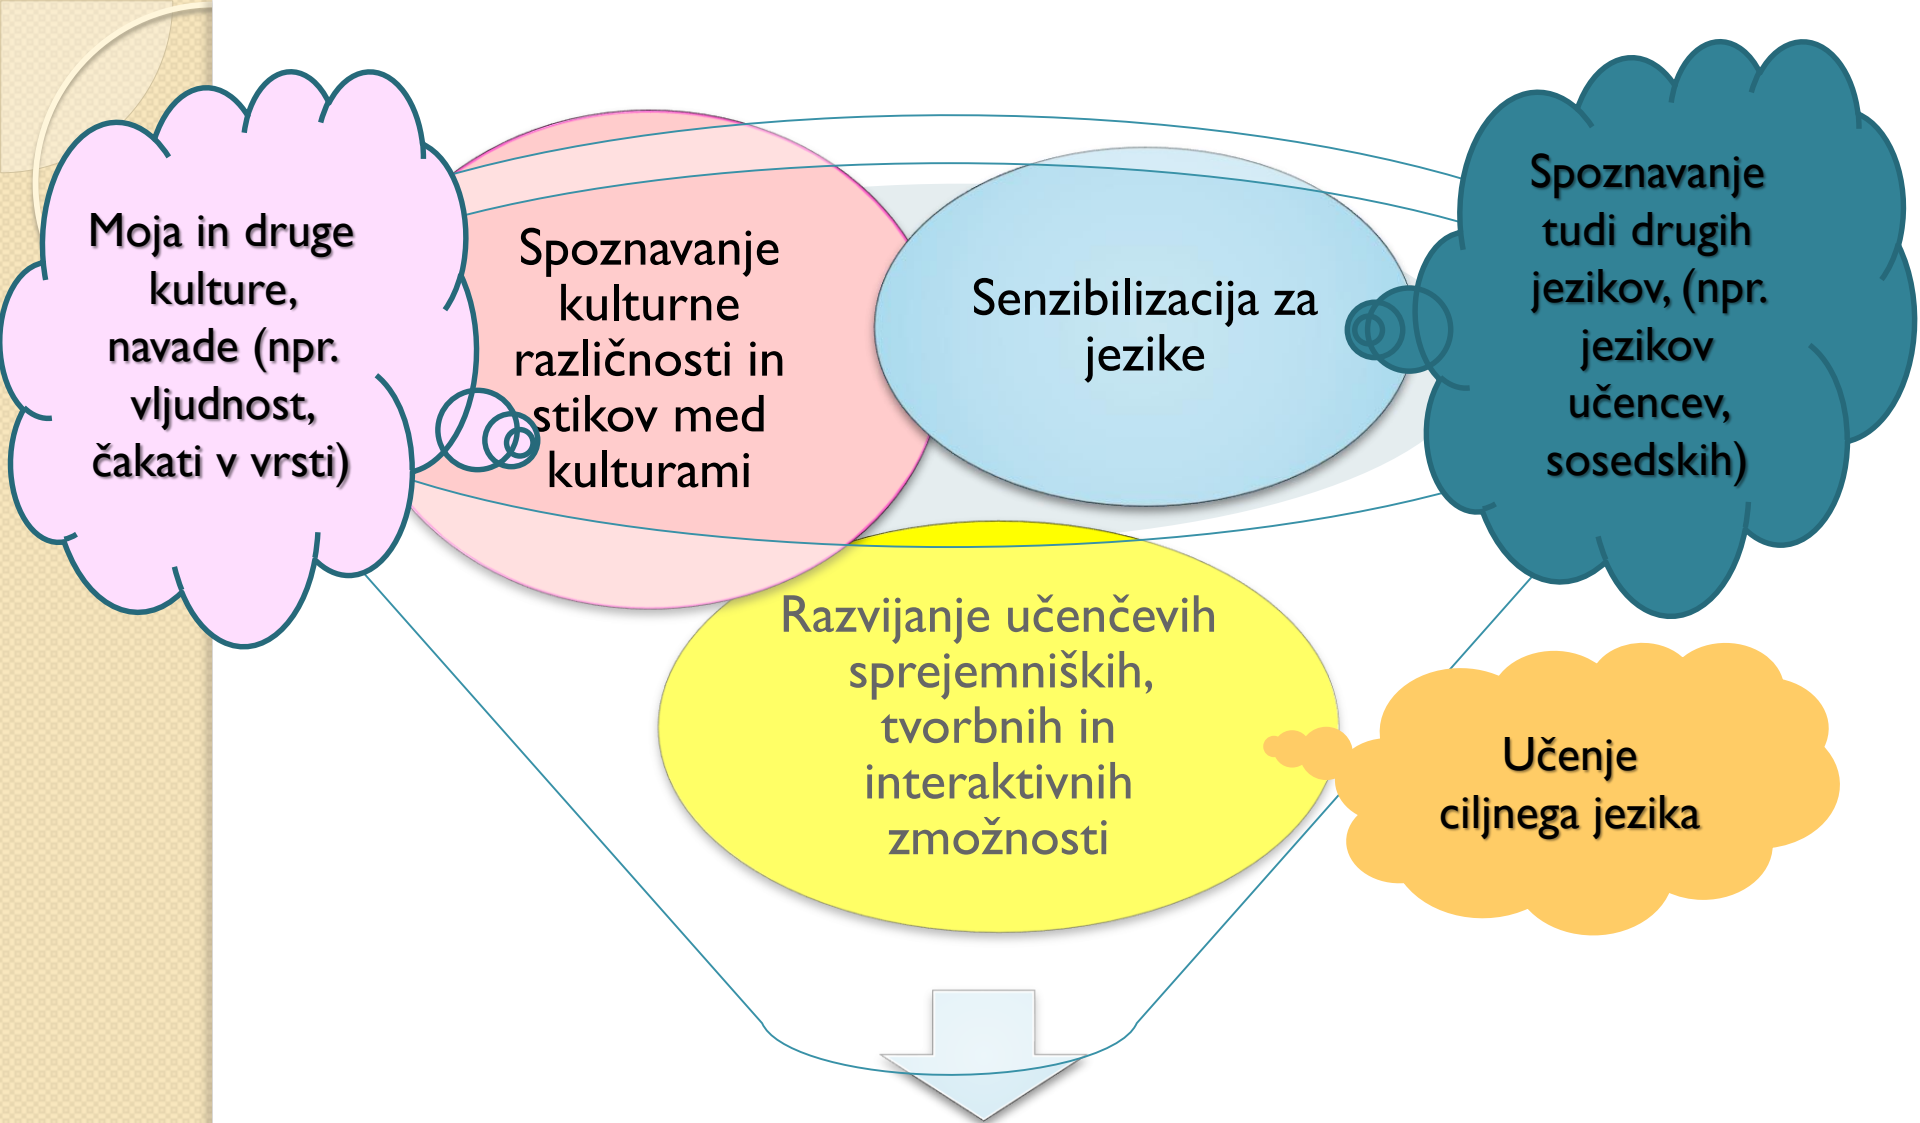 Moja in druge
kulture,
navade (npr.
vljudnost,
čakati v vrsti)
Spoznavanje
kulturne
različnosti in
stikov med
kulturami
Senzibilizacija za
jezike
Spoznavanje
tudi drugih
jezikov, (npr.
jezikov
učencev,
sosedskih)
Razvijanje učenčevih
sprejemniških,
tvorbnih in
interaktivnih
zmožnosti
Učenje
ciljnega jezika